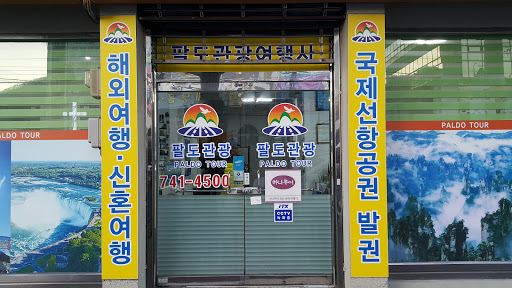 팔도관광여행사
해외여행·신혼여행
국제선항공권 발권
PALDO TOUR
PALDO TOUR
팔도관광
PALDO TOUR
팔도관광
PALDO TOUR
741-4500
하나투어
CCTV